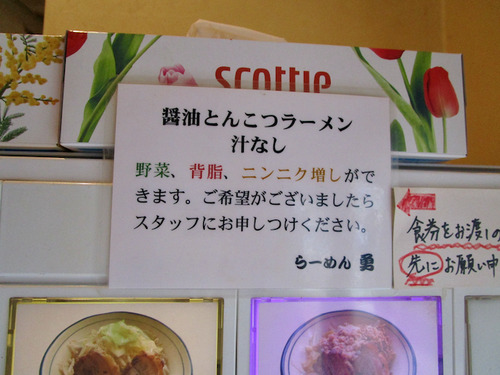 scottie
醤油とんこつラーメン
汁なし
野菜、背脂、ニンニク増しがで
きます。ご希望がございましたら
スタッフにお申しつけください。
らーめん 勇
食券をお渡しの
先に お願い申